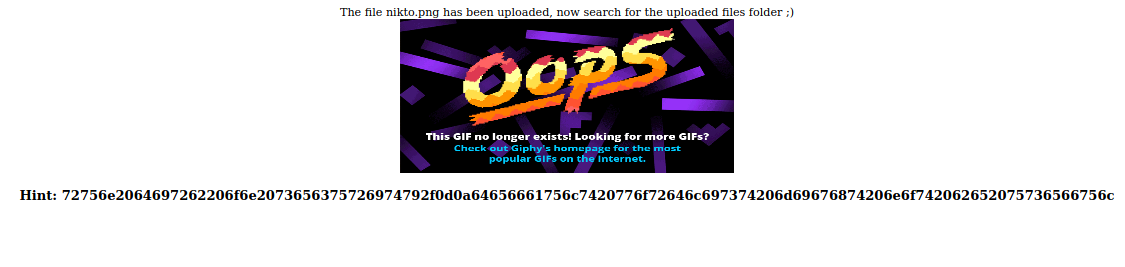 The file nikto.png has been uploaded, now search for the uploaded files folder ;)
OOPS
This GIF no longer exists! Looking for more GIFs?
Check out Giphy's homepage for the most
popular GIFs on the Internet.
Hint: 72756e2064697262206f6e2073656375726974792f0d0a64656661756c7420776f72646c697374206d69676874206e6f742062652075736566756c